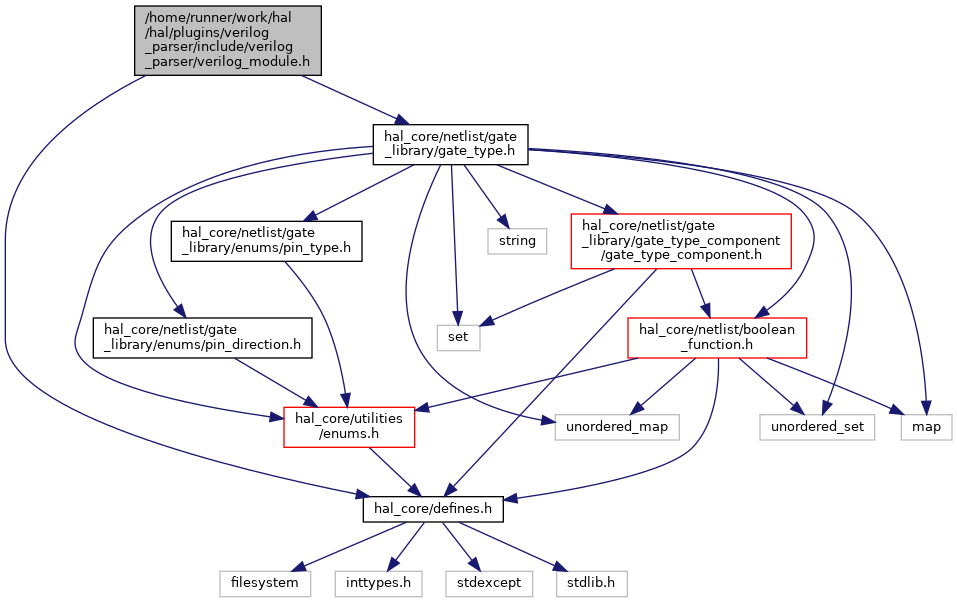 /home/runner/work/hal
/hal/plugins/verilog
_parser/include/verilog
_parser/verilog_module.h
hal_core/netlist/gate
_library/gate_type.h
hal_core/netlist/gate
_library/enums/pin_type.h
string
hal_core/netlist/gate
_library/gate_type_component
/gate_type_component.h
hal_core/netlist/gate
_library/enums/pin_direction.h
set
hal_core/netlist/boolean
_function.h
hal_core/utilities
/enums.h
unordered_map
unordered_set
map
hal_core/defines.h
filesystem
inttypes.h
stdexcept
stdlib.h